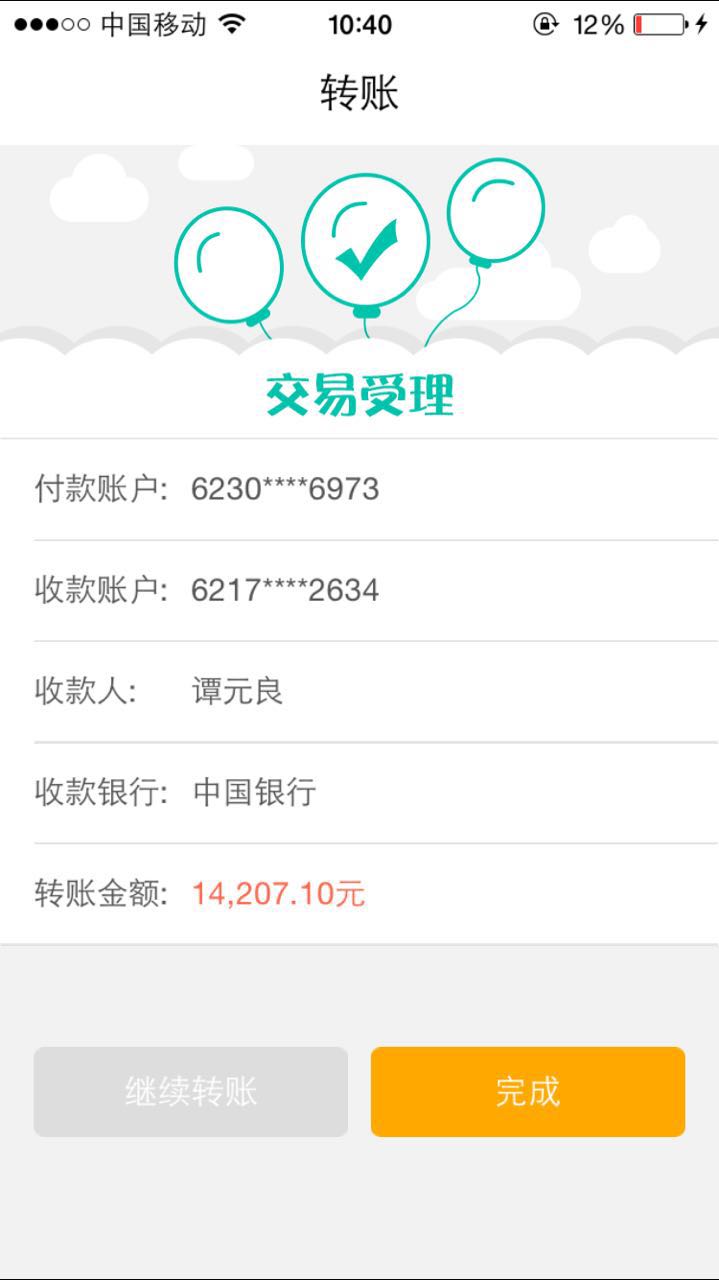 中国移动 10:40 12%
转账
交易受理
付款账户: 6230****6973
收款账户: 6217****2634
收款人: 谭元良
收款银行: 中国银行
转账金额: 14,207.10元
继续转账 完成